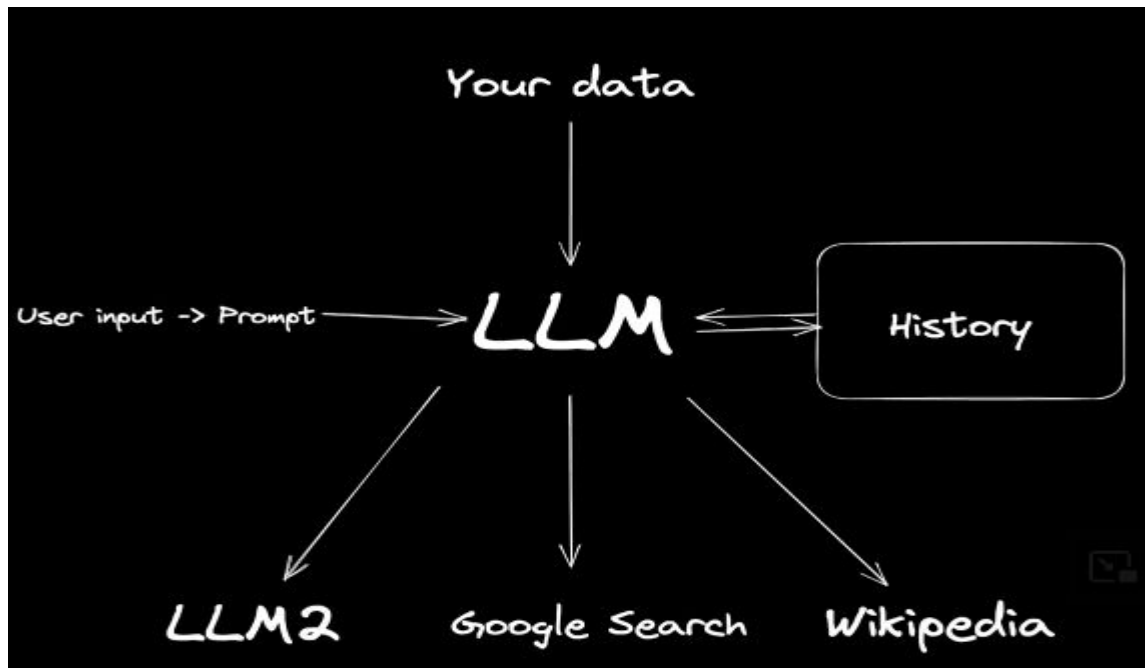 Your data
User input -> Prompt
LLM
History
LLM2
Google Search
Wikipedia